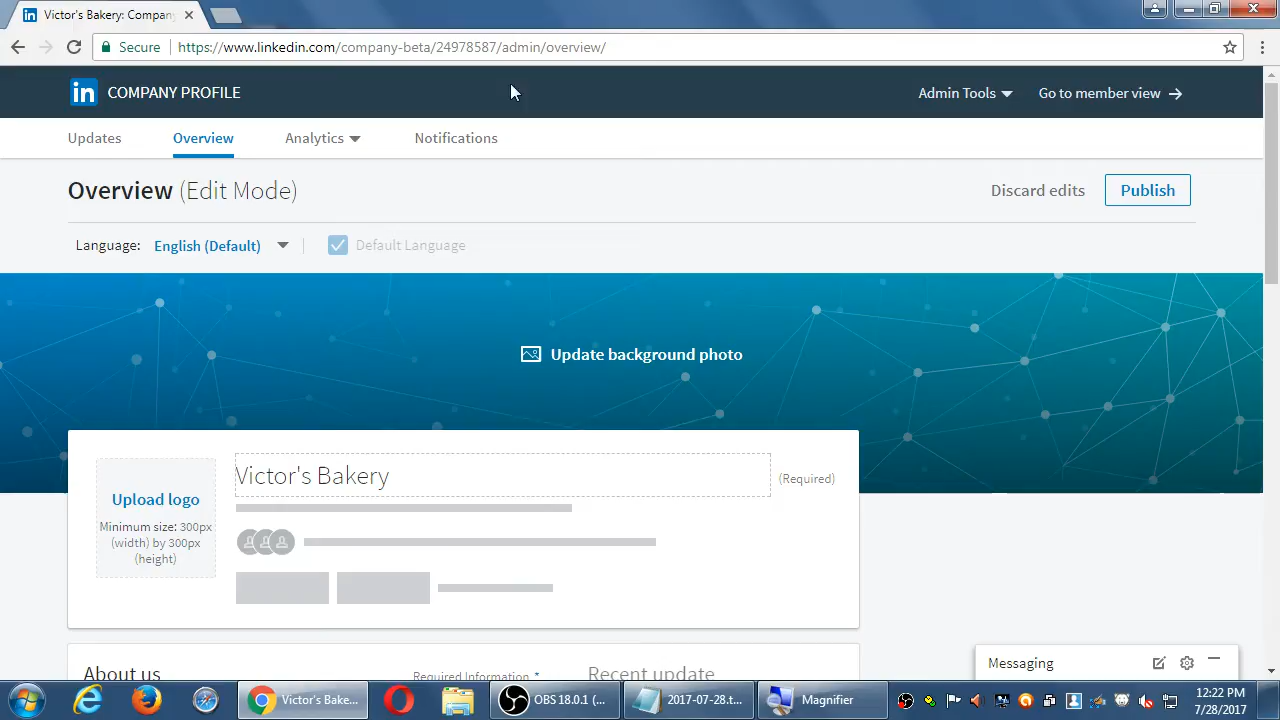 Victor's Bakery: Compan
Secure https://www.linkedin.com/company-beta/24978587/admin/overview/
in COMPANY PROFILE
Admin Tools Go to member view
Updates Overview Analytics Notifications
Overview (Edit Mode)
Discard edits Publish
Language: English (Default) Default Language
Update background photo
Victor's Bakery
(Required)
Upload logo
Minimum size: 300px
(width) by 300px
(height)
About us
Required Information *
Recent update
Messaging
Victor's Bake...
OBS 18.0.1 (...
2017-07-28.t...
Magnifier
12:22 PM
7/28/2017